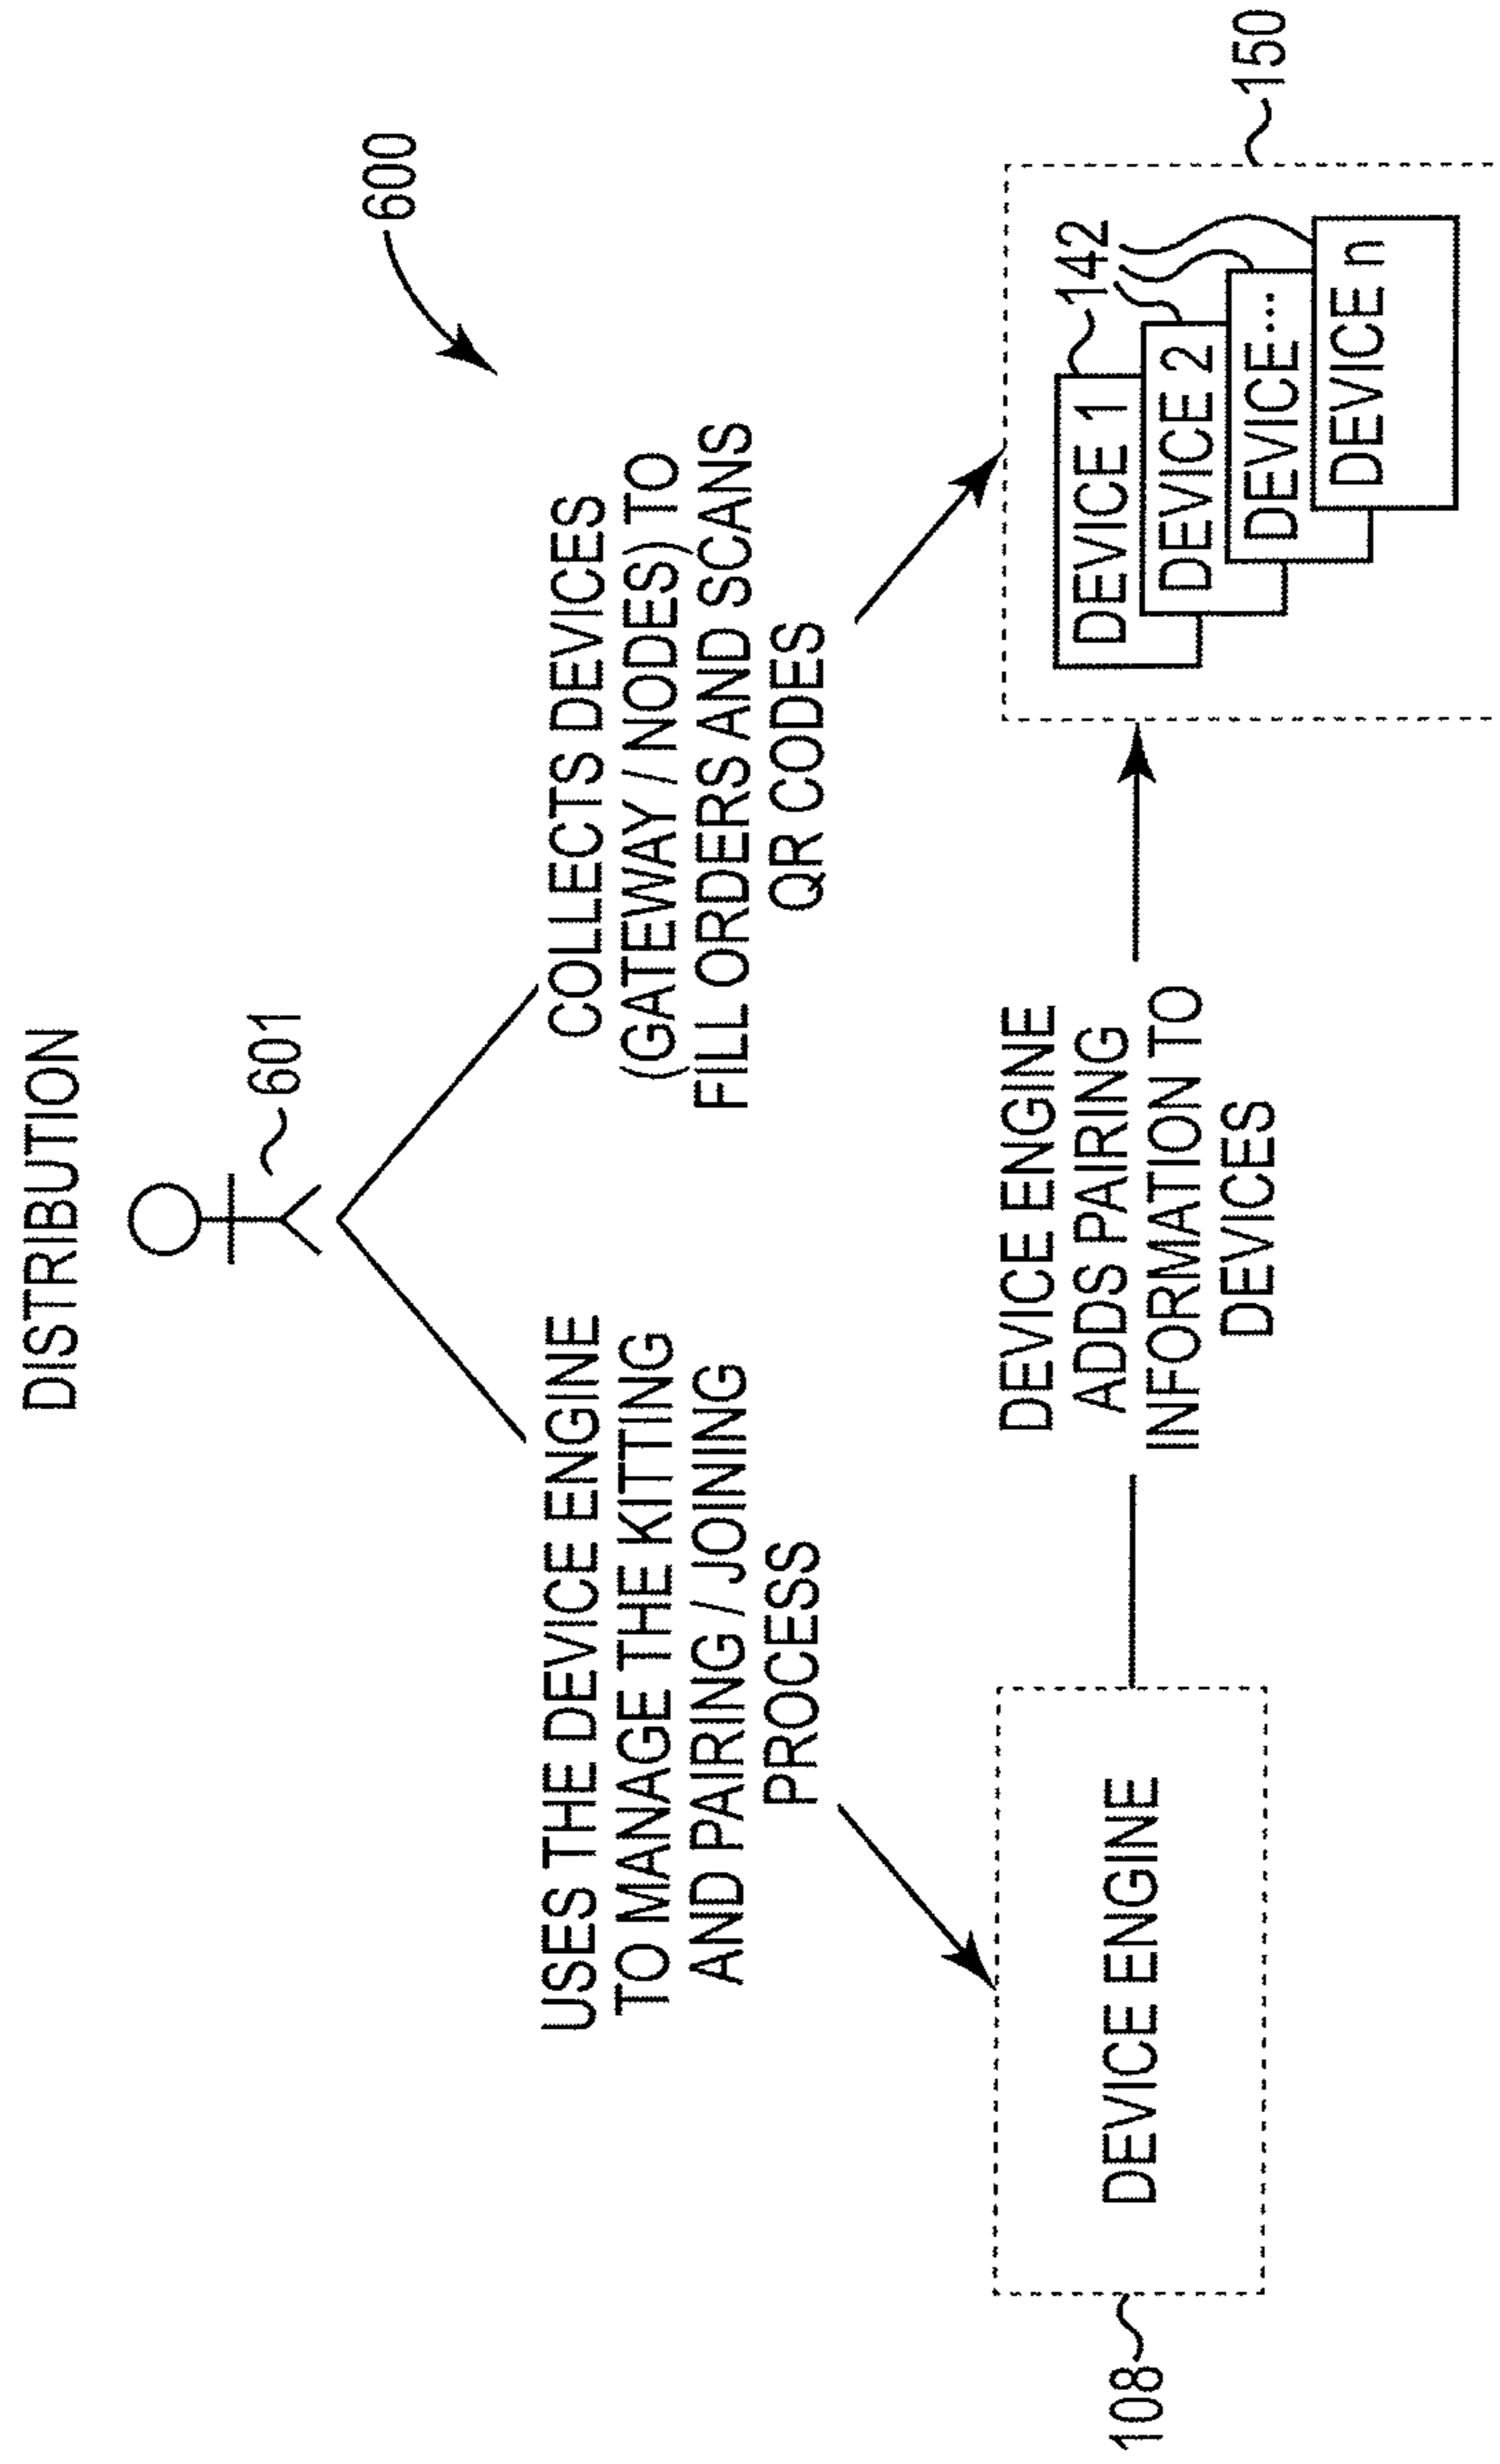 DISTRIBUTION
601
600
USES THE DEVICE ENGINE
TO MANAGE THE KITTING
AND PAIRING / JOINING
PROCESS
COLLECTS DEVICES
(GATEWAY / NODES) TO
FILL ORDERS AND SCANS
QR CODES
108
DEVICE ENGINE
DEVICE ENGINE
ADDS PAIRING
INFORMATION TO
DEVICES
142
DEVICE 1
DEVICE 2
DEVICE...
DEVICE n
150